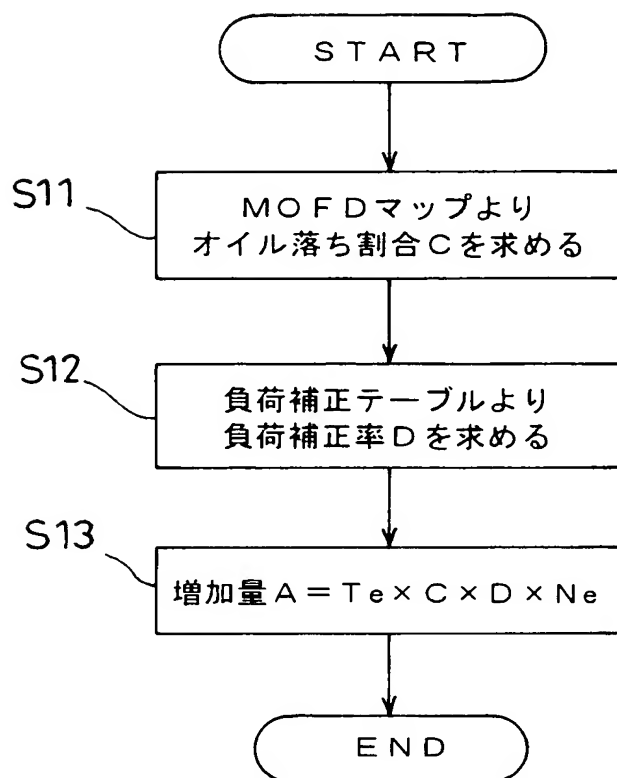 START
S11
MOFDマップより
オイル落ち割合Cを求める
S12
負荷補正テーブルより
負荷補正率Dを求める
S13
増加量A=Te×C×D×Ne
END